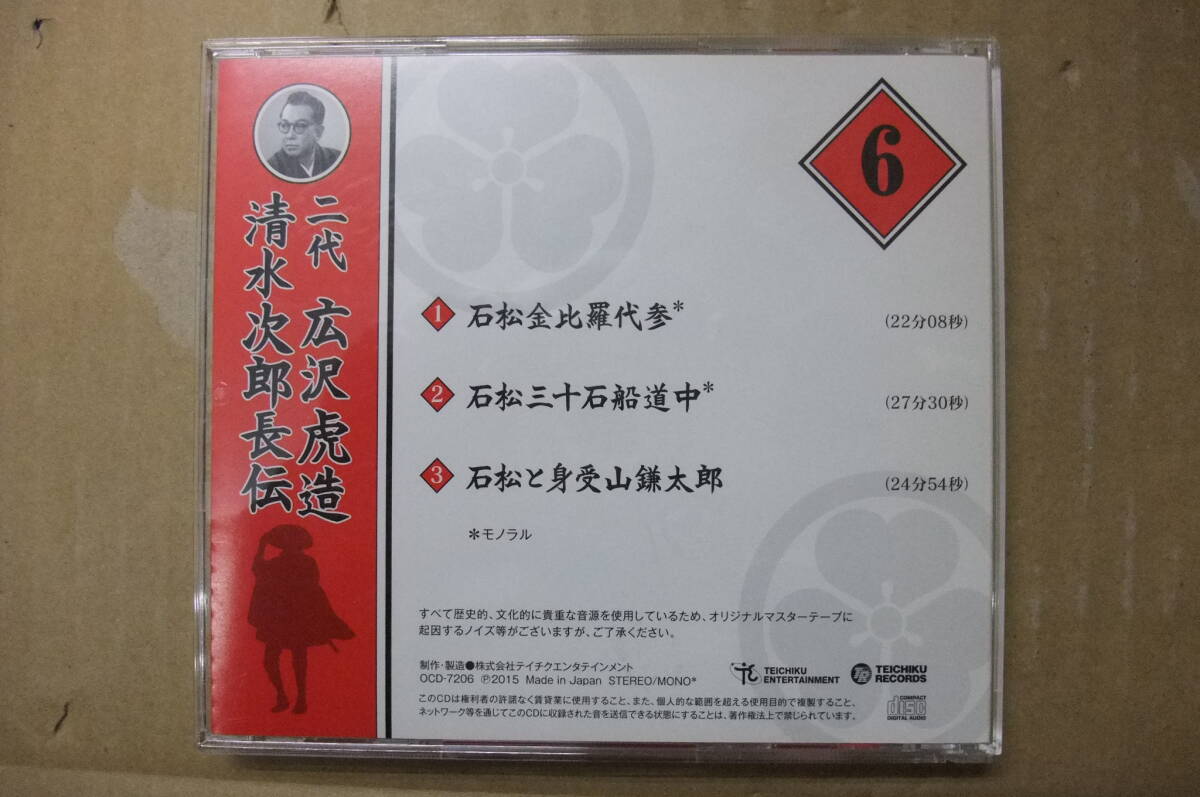 二代 広沢虎造
清水次郎長伝
6
1 石松金比羅代参* (22分08秒)
2 石松三十石船道中* (27分30秒)
3 石松と身受山鎌太郎 (24分54秒)
*モノラル
すべて歴史的、文化的に貴重な音源を使用しているため、オリジナルマスターテープに
起因するノイズ等がございますが、ご了承ください。
制作・製造●株式会社テイチクエンタテインメント
OCD-7206 ℗2015 Made in Japan STEREO/MONO*
TEICHIKU
ENTERTAINMENT
TEICHIKU
RECORDS
このCDは権利者の許諾なく賃貸業に使用すること、また、個人的な範囲を超える使用目的で複製すること、
ネットワーク等を通じてこのCDに収録された音を送信できる状態にすることは、著作権法上で禁じられています。
COMPACT
disc
DIGITAL AUDIO